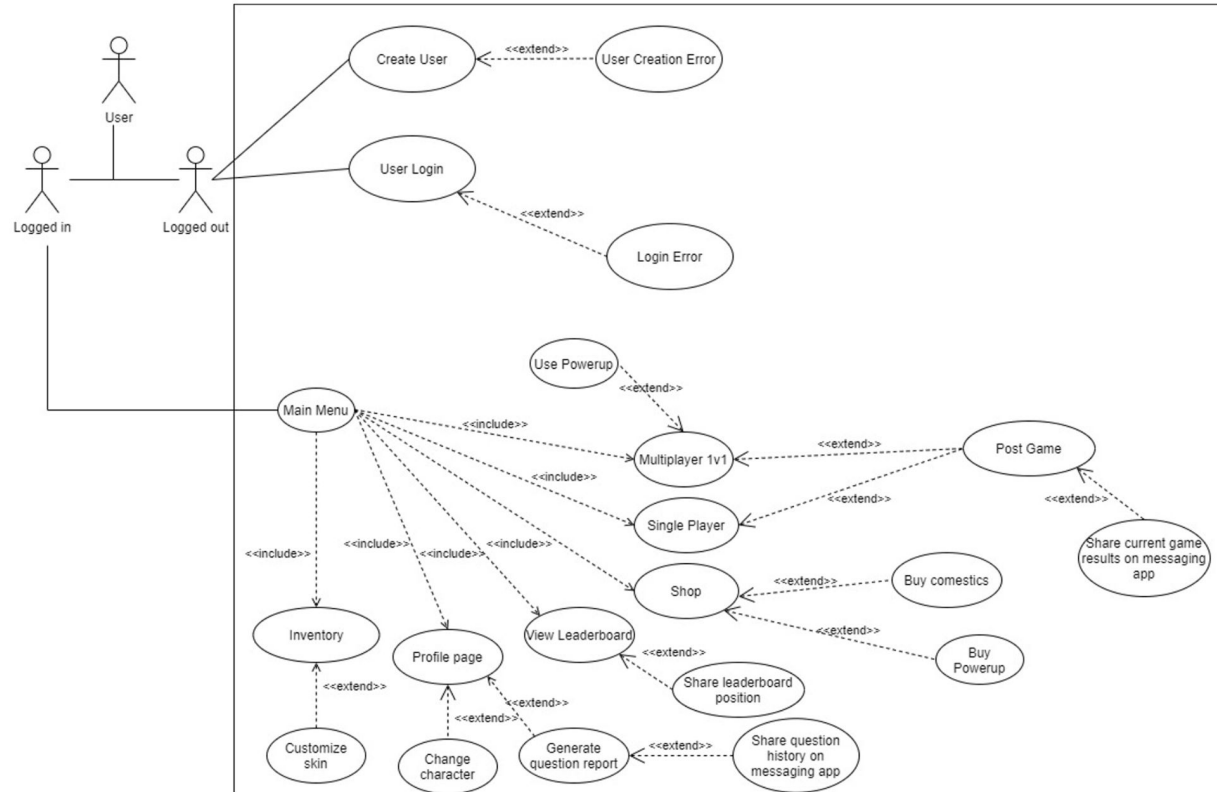 User
Logged in
Logged out
Create User
<<extend>>
User Creation Error
User Login
<<extend>>
Login Error
Use Powerup
<<extend>>
Main Menu
<<include>>
Multiplayer 1v1
<<extend>>
Post Game
<<include>>
Single Player
<<extend>>
<<extend>>
Share current game
results on messaging
app
<<include>>
<<include>>
<<include>>
<<include>>
Shop
<<extend>>
Buy comestics
<<extend>>
Buy
Powerup
Inventory
Profile page
View Leaderboard
<<extend>>
Share leaderboard
position
<<extend>>
<<extend>>
<<extend>>
Customize
skin
Change
character
Generate
question report
<<extend>>
Share question
history on
messaging app